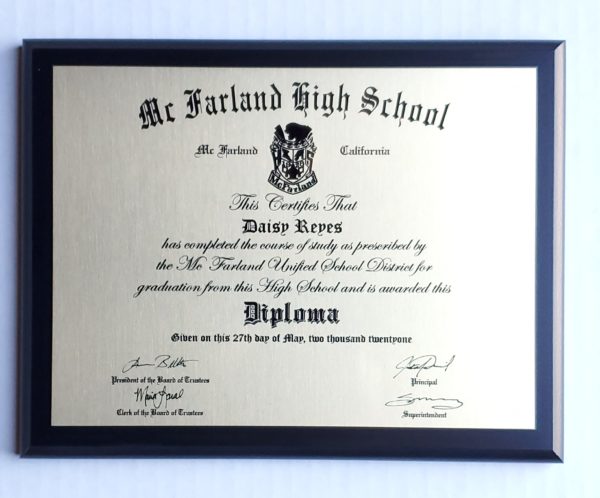 Mc Farland High School
Mc Farland California
McFarland
This Certifies That
Daisy Reyes
has completed the course of study as prescribed by
the Mc Farland Unified School District for
graduation from this High School and is awarded this
Diploma
Given on this 27th day of May, two thousand twentyone
President of the Board of Trustees
Principal
Clerk of the Board of Trustees
Superintendent